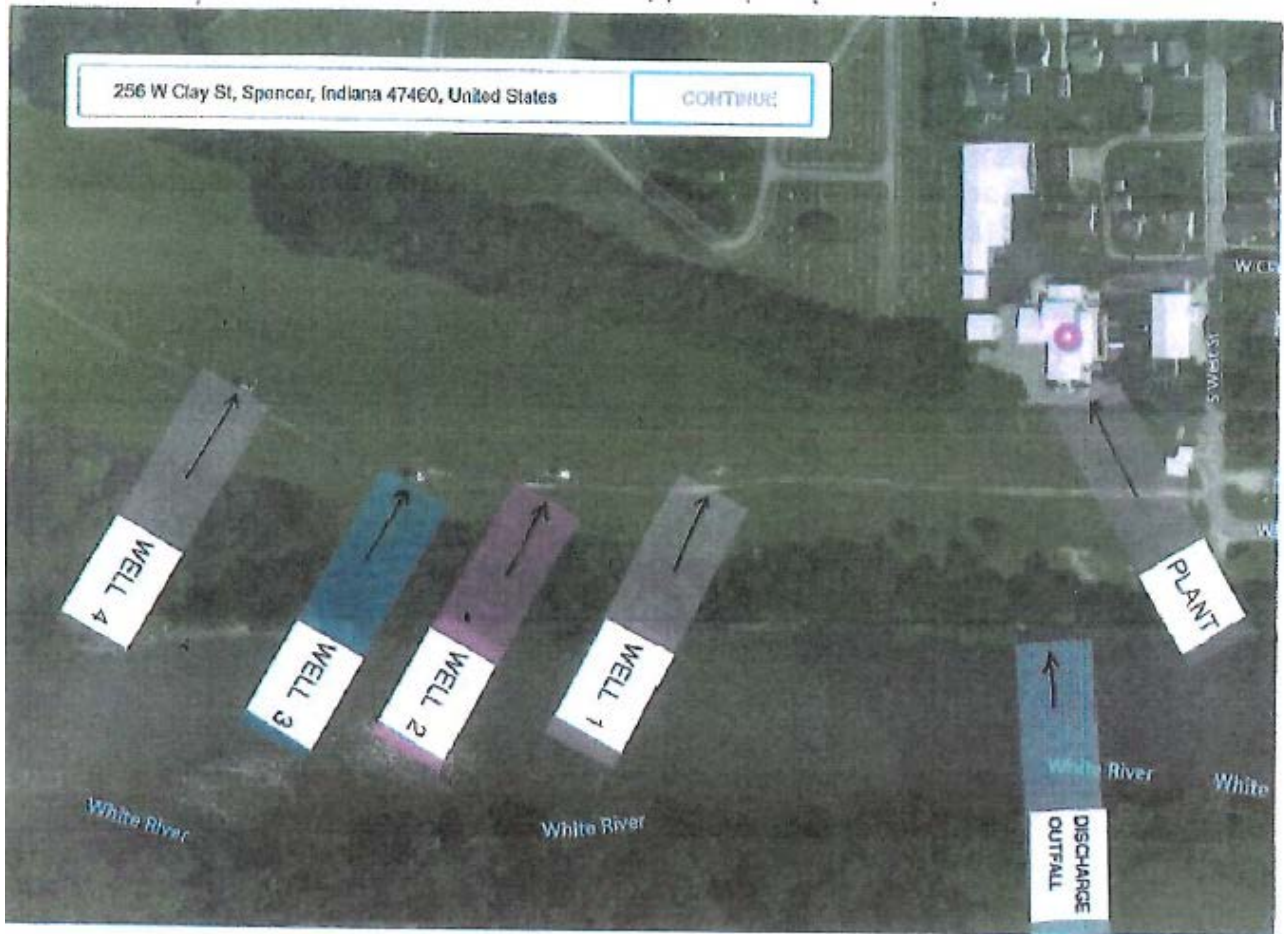 256 W Clay St, Spencer, Indiana 47460, United States
CONTINUE
S West St
WELL 4
WELL 3
WELL 2
WELL 1
PLANT
White River
White River
White River
White
DISCHARGE
OUTFALL